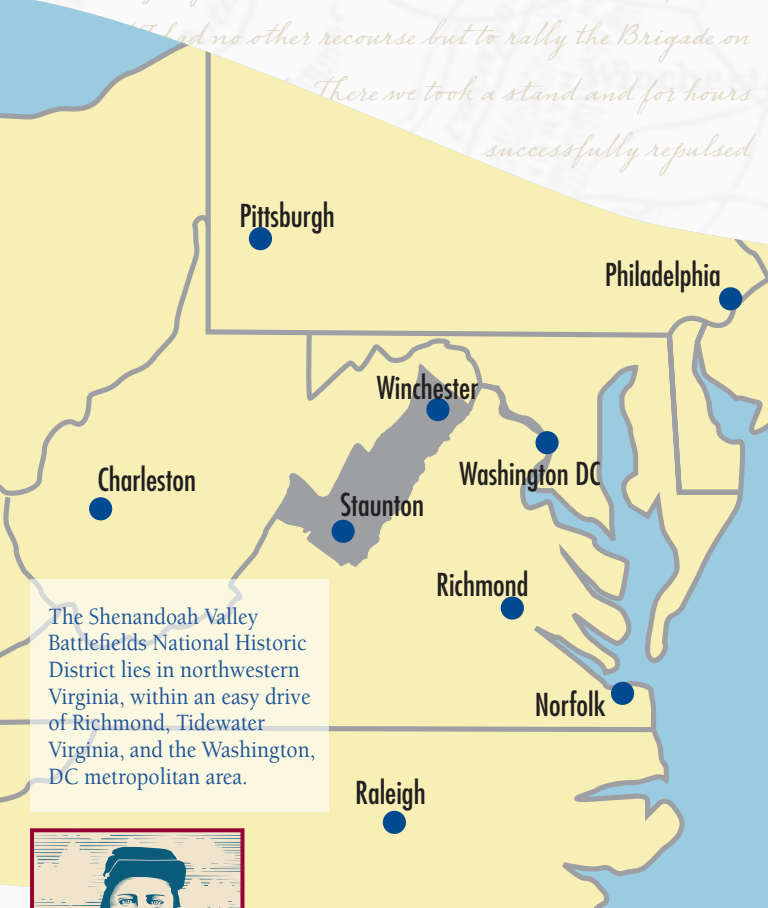 had no other recourse but to rally the Brigade on
There we took a stand and for hours
successfully repulsed
Pittsburgh
Philadelphia
Winchester
Washington DC
Charleston
Staunton
Richmond
The Shenandoah Valley
Battlefields National Historic
District lies in northwestern
Virginia, within an easy drive
of Richmond, Tidewater
Virginia, and the Washington,
DC metropolitan area.
Norfolk
Raleigh